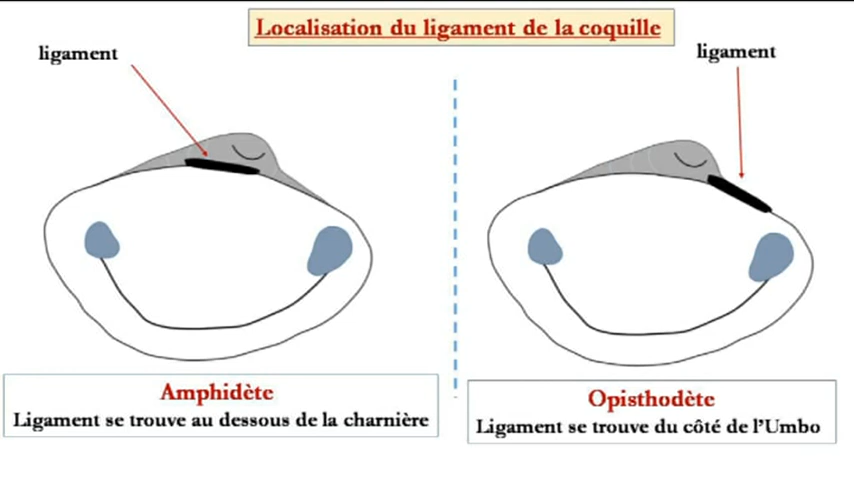 Localisation du ligament de la coquille
ligament
ligament
Amphidète
Ligament se trouve au dessous de la charnière
Opisthodète
Ligament se trouve du côté de l'Umbo